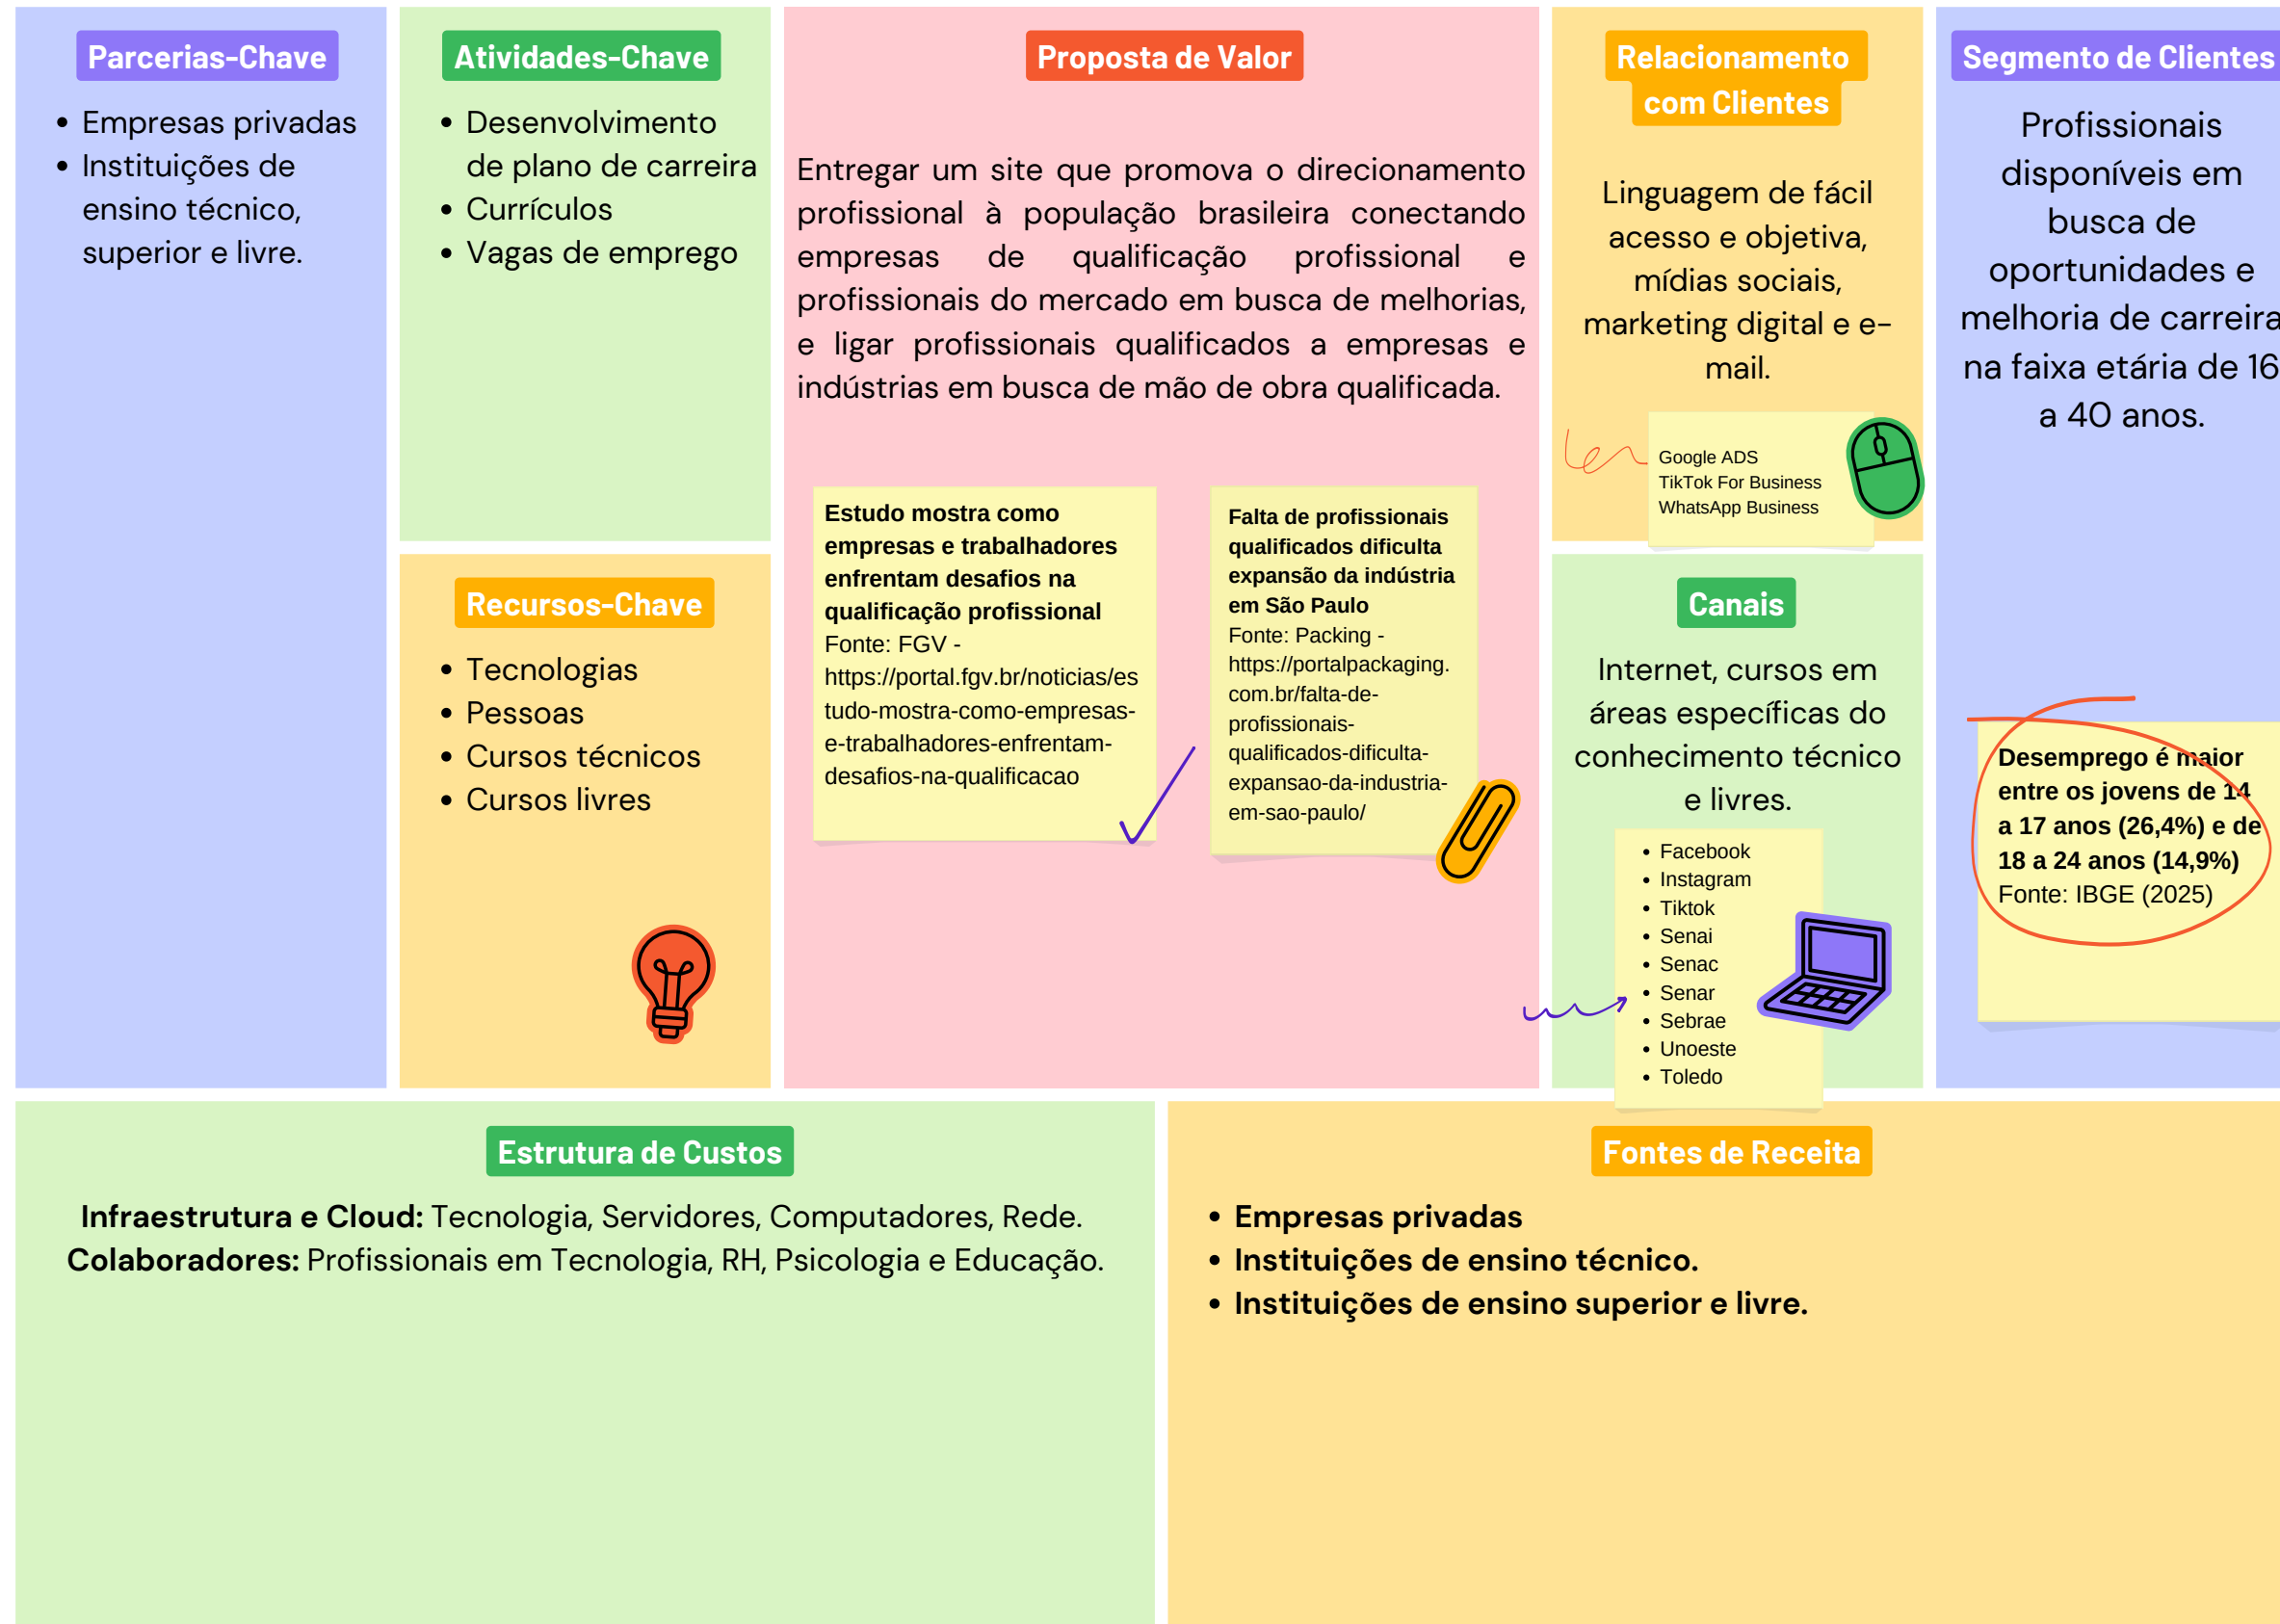 Parcerias-Chave
• Empresas privadas
• Instituições de
ensino técnico,
superior e livre.
Atividades-Chave
• Desenvolvimento
de plano de carreira
• Currículos
• Vagas de emprego
Recursos-Chave
• Tecnologias
• Pessoas
• Cursos técnicos
• Cursos livres
Proposta de Valor
Entregar um site que promova o direcionamento
profissional à população brasileira conectando
empresas de qualificação profissional e
profissionais do mercado em busca de melhorias,
e ligar profissionais qualificados a empresas e
indústrias em busca de mão de obra qualificada.
Estudo mostra como
empresas e trabalhadores
enfrentam desafios na
qualificação profissional
Fonte: FGV -
https://portal.fgv.br/noticias/es
tudo-mostra-como-empresas-
e-trabalhadores-enfrentam-
desafios-na-qualificacao
Falta de profissionais
qualificados dificulta
expansão da indústria
em São Paulo
Fonte: Packing -
https://portalpackaging.
com.br/falta-de-
profissionais-
qualificados-dificulta-
expansao-da-industria-
em-sao-paulo/
Relacionamento
com Clientes
Linguagem de fácil
acesso e objetiva,
mídias sociais,
marketing digital e e-
mail.
Google ADS
TikTok For Business
WhatsApp Business
Canais
Internet, cursos em
áreas específicas do
conhecimento técnico
e livres.
• Facebook
• Instagram
• Tiktok
• Senai
• Senac
• Senar
• Sebrae
• Unoeste
• Toledo
Segmento de Clientes
Profissionais
disponíveis em
busca de
oportunidades e
melhoria de carreira
na faixa etária de 16
a 40 anos.
Desemprego é maior
entre os jovens de 14
a 17 anos (26,4%) e de
18 a 24 anos (14,9%)
Fonte: IBGE (2025)
Estrutura de Custos
Infraestrutura e Cloud: Tecnologia, Servidores, Computadores, Rede.
Colaboradores: Profissionais em Tecnologia, RH, Psicologia e Educação.
Fontes de Receita
• Empresas privadas
• Instituições de ensino técnico.
• Instituições de ensino superior e livre.